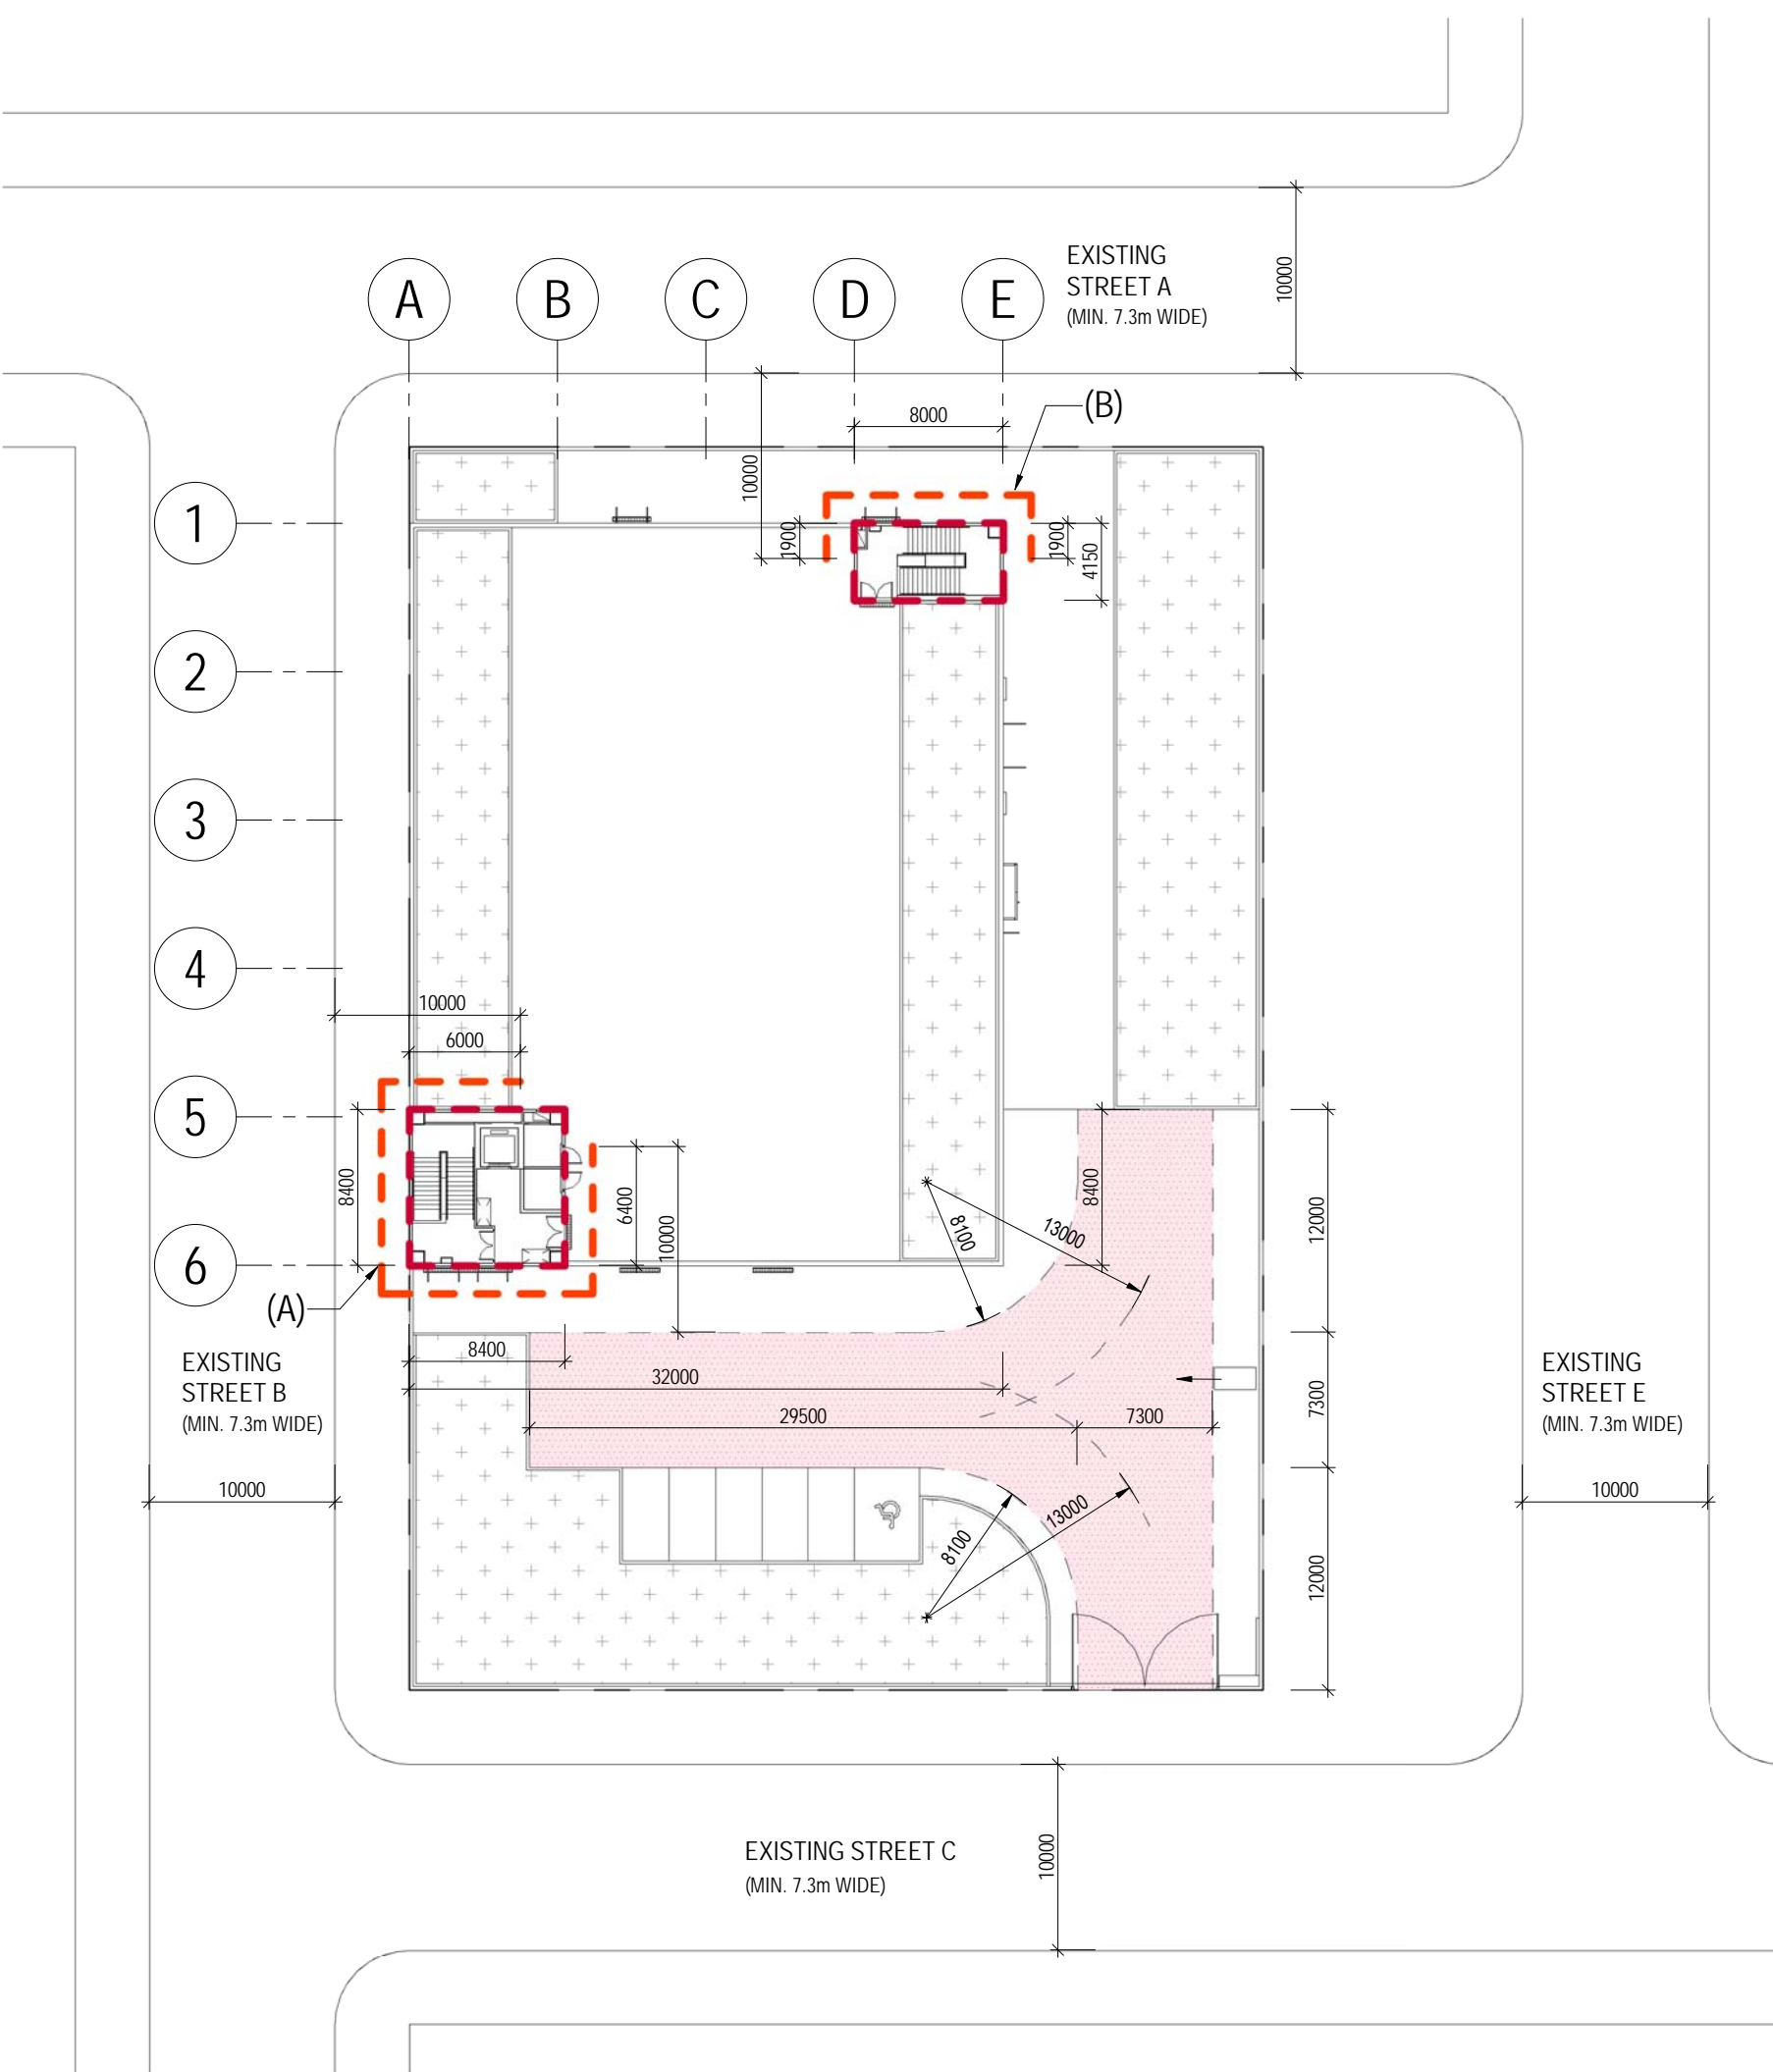 EXISTING
STREET A
(MIN. 7.3m WIDE)
10000
A
B
C
D
E
(B)
8000
10000
1
1900
1900
4150
2
3
4
10000
6000
5
8400
6400
10000
8400
12000
8100
13000
6
(A)
EXISTING
STREET B
(MIN. 7.3m WIDE)
8400
32000
29500
7300
7300
EXISTING
STREET E
(MIN. 7.3m WIDE)
10000
10000
8100
13000
12000
EXISTING STREET C
(MIN. 7.3m WIDE)
10000